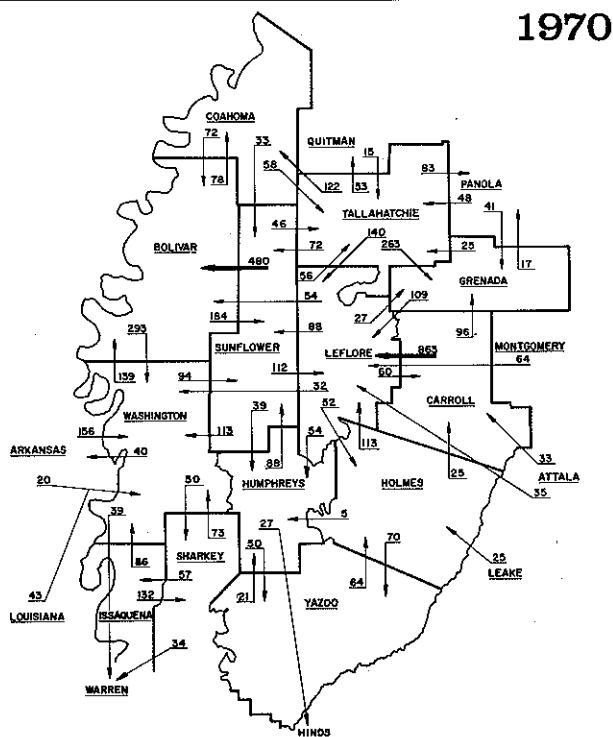 1970
COAHOMA
QUITMAN
72
33
15
58
83
PANOLA
78
122
53
48
TALLAHATCHIE
41
46
140
BOLIVAR
72
263
25
17
480
56
GRENADA
54
109
184
27
293
88
96
SUNFLOWER
LEFLORE
863
MONTGOMERY
139
112
60
64
94
32
CARROLL
52
WASHINGTON
39
156
113
54
113
33
ARKANSAS
40
88
ATTALA
HOLMES
25
35
20
50
HUMPHREYS
39
27
5
73
70
SHARKEY
50
25
86
LEAKE
43
57
64
LOUISIANA
ISSAQUENA
132
21
YAZOO
34
WARREN
HINDS